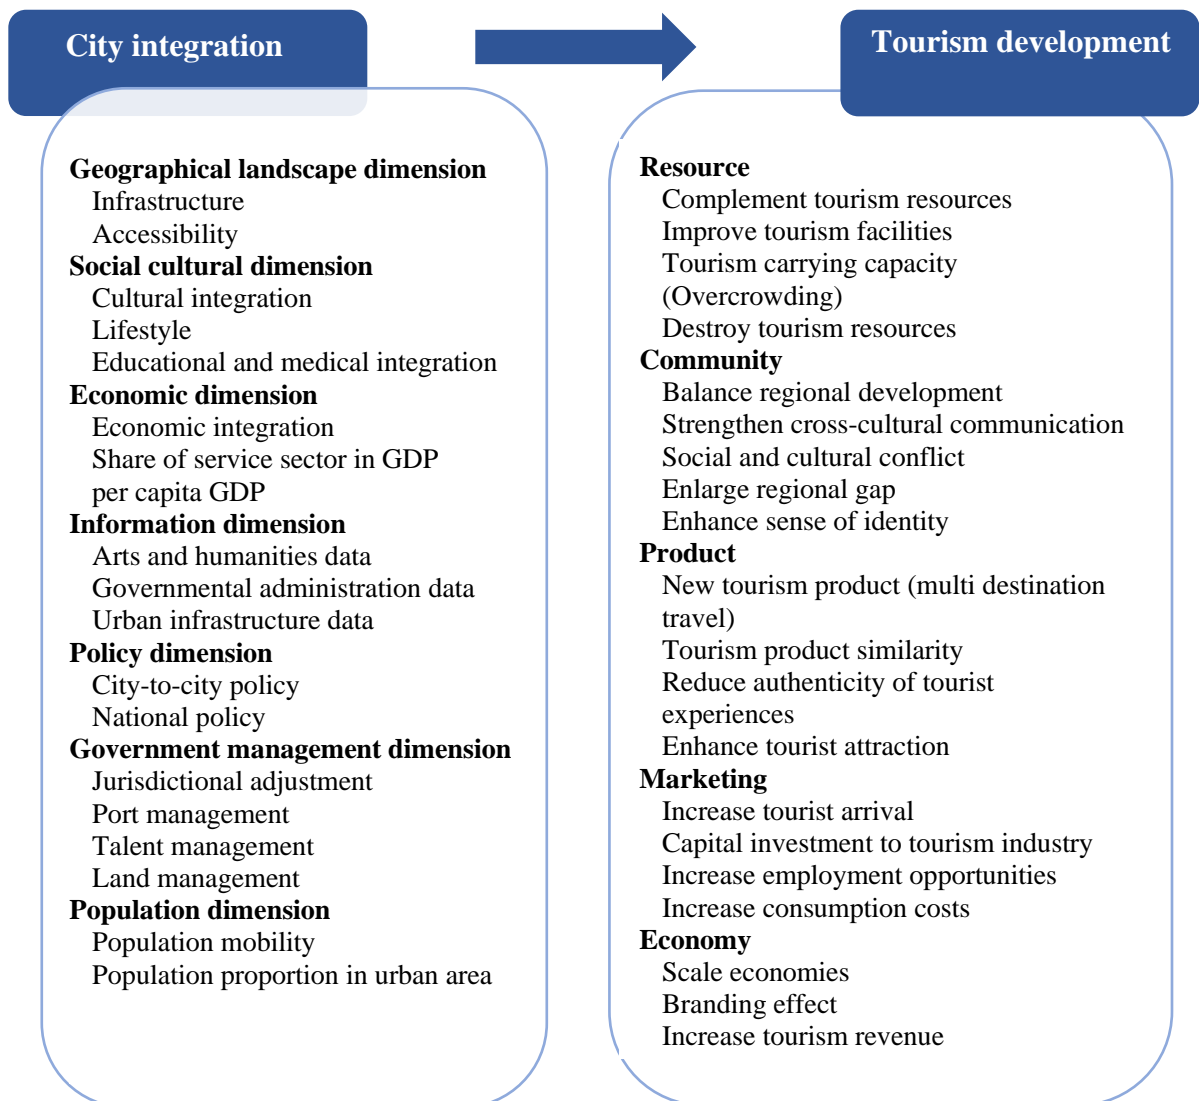 City integration
Tourism development
Geographical landscape dimension
Infrastructure
Accessibility
Social cultural dimension
Cultural integration
Lifestyle
Educational and medical integration
Economic dimension
Economic integration
Share of service sector in GDP
per capita GDP
Information dimension
Arts and humanities data
Governmental administration data
Urban infrastructure data
Policy dimension
City-to-city policy
National policy
Government management dimension
Jurisdictional adjustment
Port management
Talent management
Land management
Population dimension
Population mobility
Population proportion in urban area
Resource
Complement tourism resources
Improve tourism facilities
Tourism carrying capacity
(Overcrowding)
Destroy tourism resources
Community
Balance regional development
Strengthen cross-cultural communication
Social and cultural conflict
Enlarge regional gap
Enhance sense of identity
Product
New tourism product (multi destination
travel)
Tourism product similarity
Reduce authenticity of tourist
experiences
Enhance tourist attraction
Marketing
Increase tourist arrival
Capital investment to tourism industry
Increase employment opportunities
Increase consumption costs
Economy
Scale economies
Branding effect
Increase tourism revenue